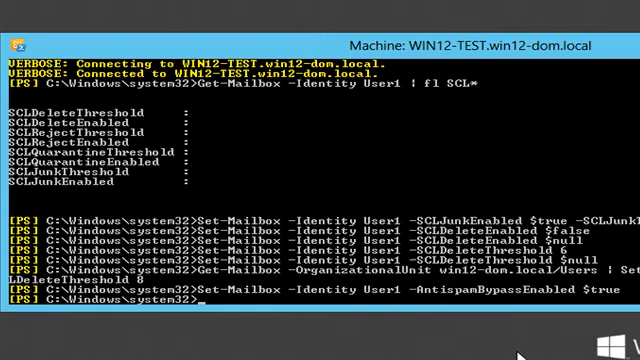 Machine: WIN12-TEST.win12-dom.local
VERBOSE: Connecting to WIN12-TEST.win12-dom.local.
VERBOSE: Connected to WIN12-TEST.win12-dom.local.
[PS] C:\Windows\system32>Get-Mailbox -Identity User1 | fl SCL*
SCLDeleteThreshold :
SCLDeleteEnabled :
SCLRejectThreshold :
SCLRejectEnabled :
SCLQuarantineThreshold :
SCLQuarantineEnabled :
SCLJunkThreshold :
SCLJunkEnabled :
[PS] C:\Windows\system32>Set-Mailbox -Identity User1 -SCLJunkEnabled $true -SCLJunk
[PS] C:\Windows\system32>Set-Mailbox -Identity User1 -SCLDeleteEnabled $false
[PS] C:\Windows\system32>Set-Mailbox -Identity User1 -SCLDeleteEnabled $null
[PS] C:\Windows\system32>Set-Mailbox -Identity User1 -SCLDeleteThreshold 6
[PS] C:\Windows\system32>Set-Mailbox -Identity User1 -SCLDeleteThreshold $null
[PS] C:\Windows\system32>Get-Mailbox -OrganizationalUnit win12-dom.local/Users | Set
LDeleteThreshold 8
[PS] C:\Windows\system32>Set-Mailbox -Identity User1 -AntispamBypassEnabled $true
[PS] C:\Windows\system32>_